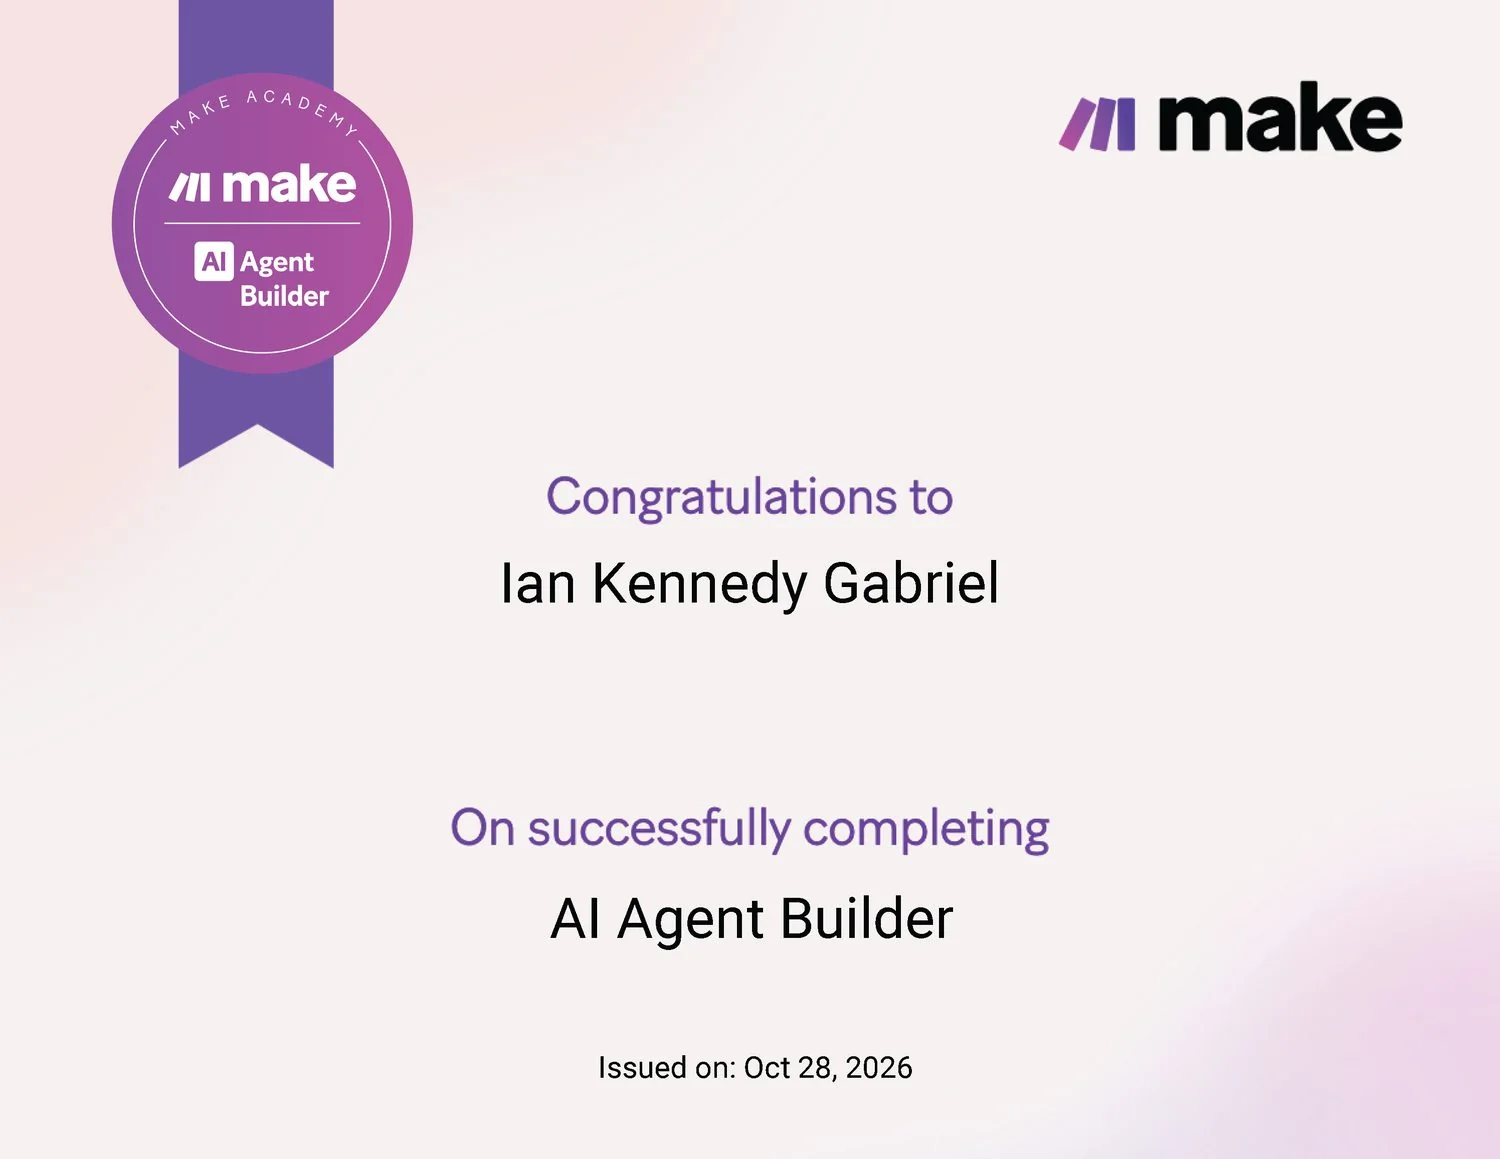 MAKE ACADEMY
make
AI Agent
Builder
make
Congratulations to
Ian Kennedy Gabriel
On successfully completing
AI Agent Builder
Issued on: Oct 28, 2026